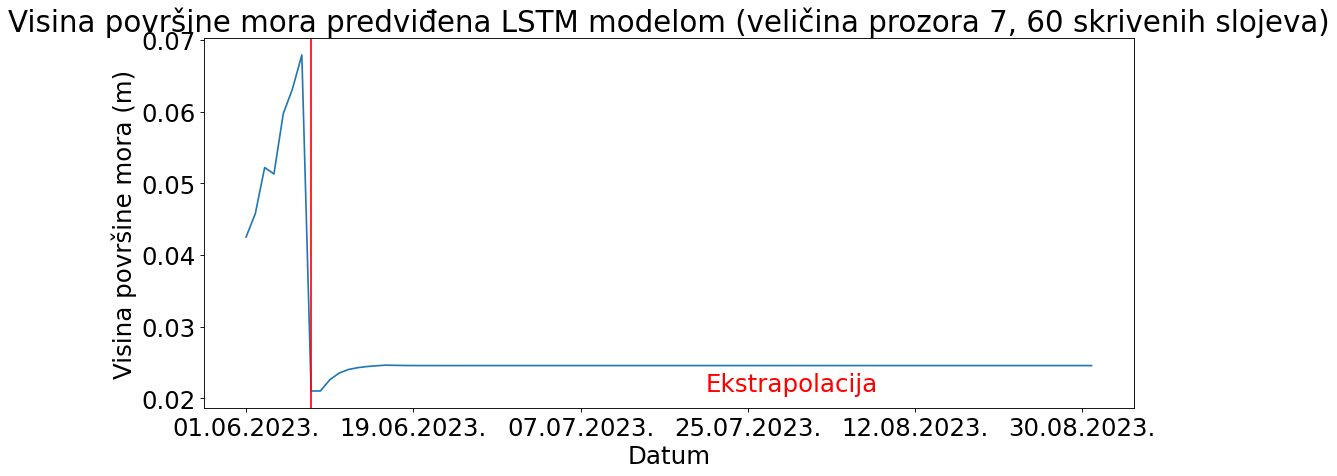 Visina površine mora predviđena LSTM modelom (veličina prozora 7, 60 skrivenih slojeva)
Visina površine mora (m)
0.07
0.06
0.05
0.04
0.03
0.02
Ekstrapolacija
01.06.2023. 19.06.2023. 07.07.2023. 25.07.2023. 12.08.2023. 30.08.2023.
Datum